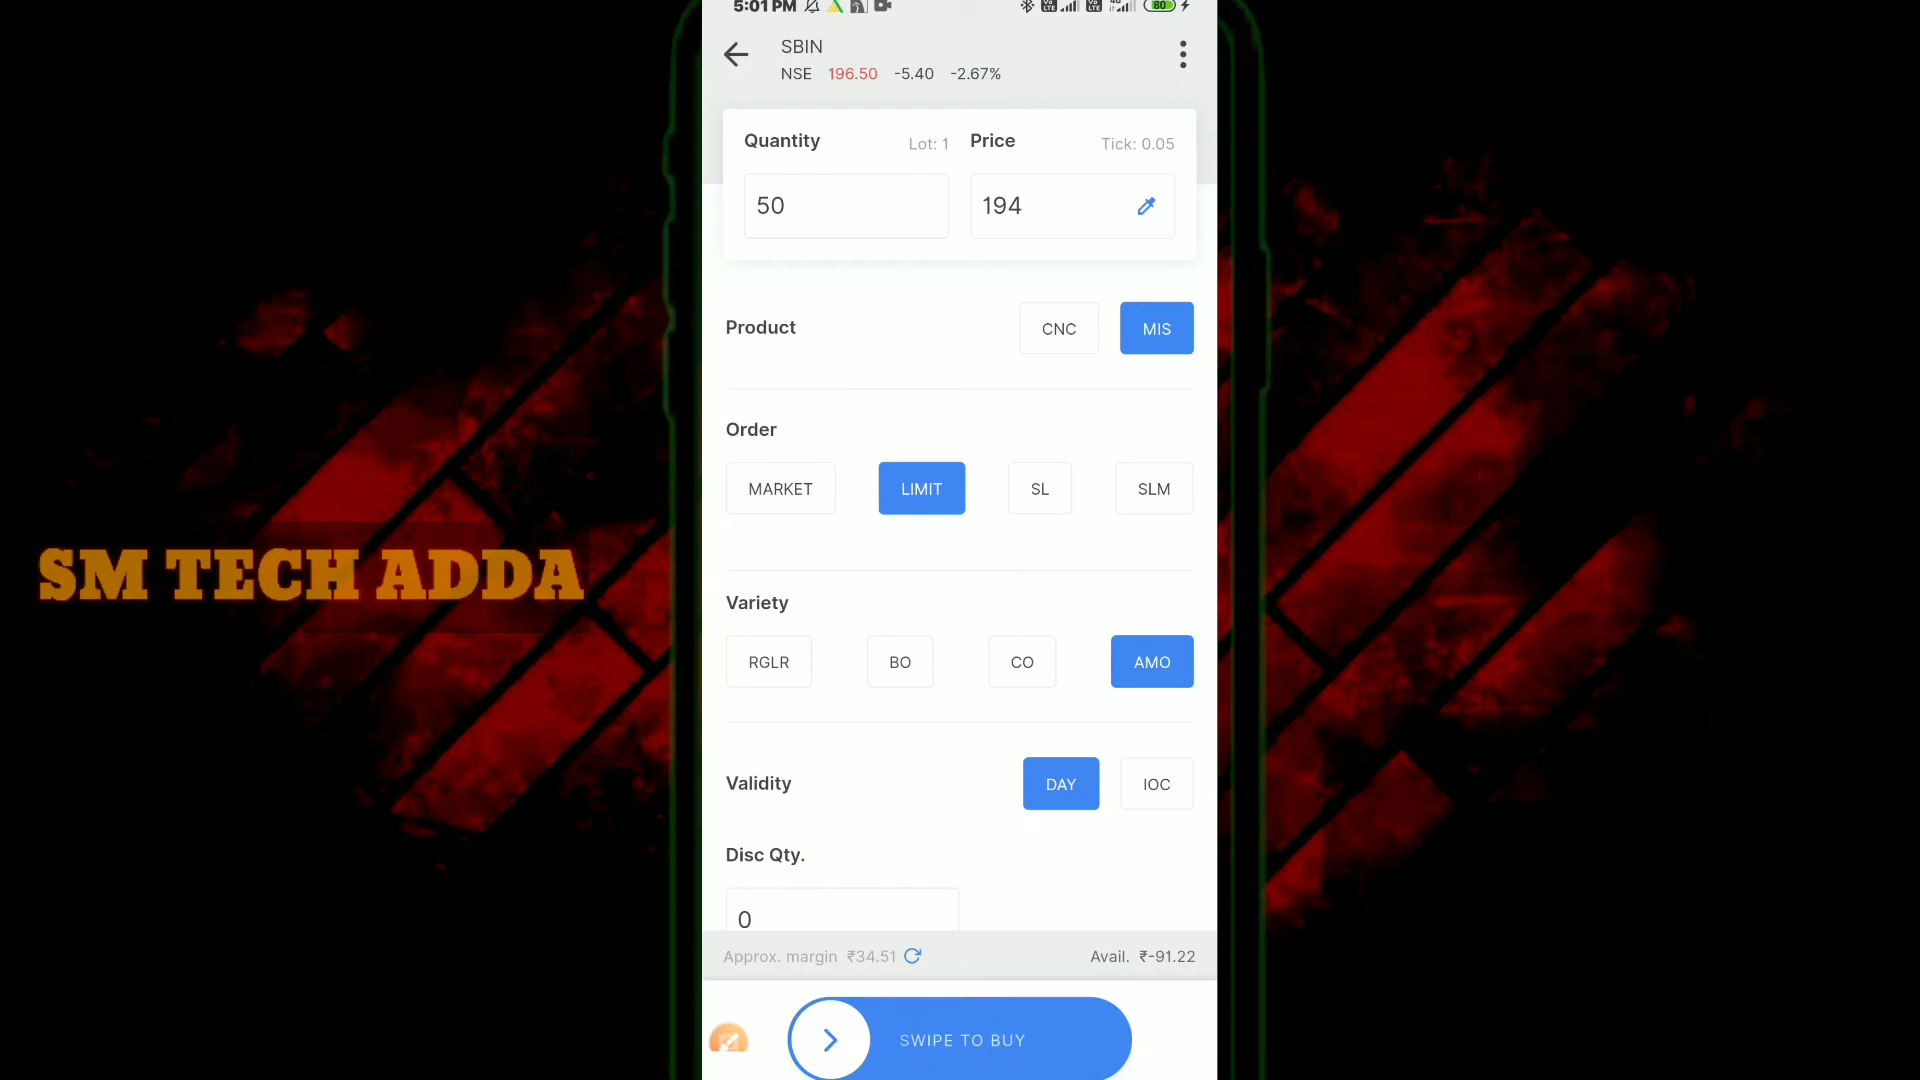 5:01 PM
80
SBIN
NSE 196.50 -5.40 -2.67%
Quantity Lot: 1 Price Tick: 0.05
50 194
Product CNC MIS
Order
MARKET LIMIT SL SLM
Variety
RGLR BO CO AMO
SM TECH ADDA
Validity DAY IOC
Disc Qty.
0
Approx. margin ₹34.51 Avail. ₹-91.22
SWIPE TO BUY